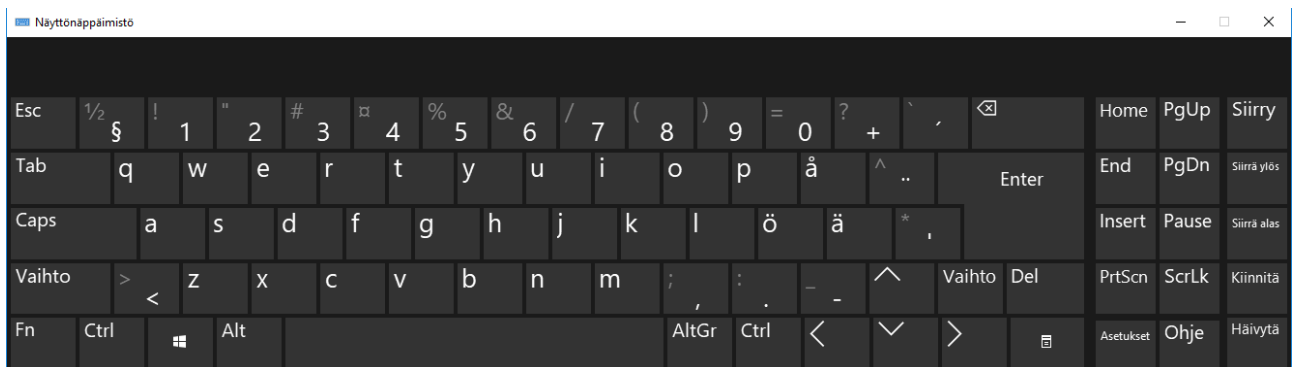 Näyttönäppäimistö
Esc ½ § ! 1 " 2 # 3 ¤ 4 % 5 & 6 / 7 ( 8 ) 9 = 0 ? + ` ´ Home PgUp Siirry
Tab q w e r t y u i o p å ^ ¨ Enter End PgDn Siirrä ylös
Caps a s d f g h j k l ö ä * ' Insert Pause Siirrä alas
Vaihto > < z x c v b n m ; , : . _ - Vaihto Del PrtScn ScrLk Kiinnitä
Fn Ctrl Alt AltGr Ctrl Asetukset Ohje Häivytä